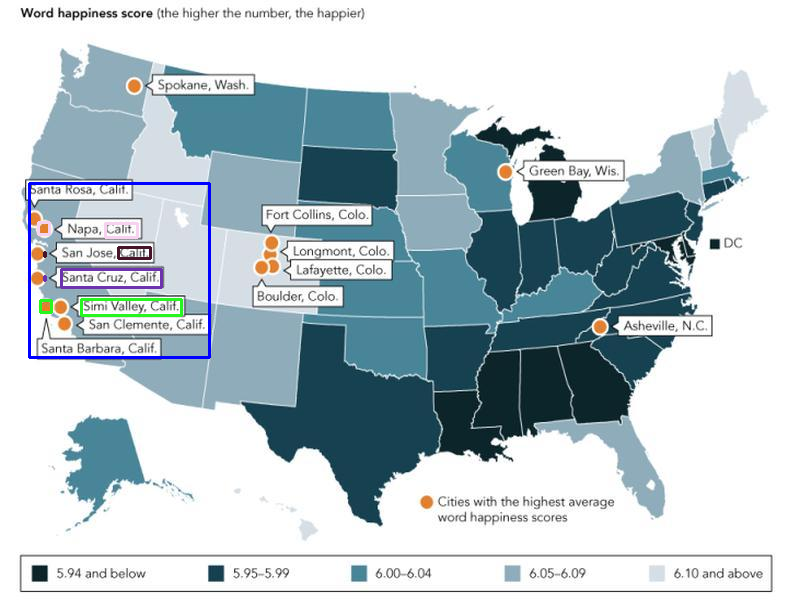 Word happiness score (the higher the number, the happier)
Spokane, Wash.
Green Bay, Wis.
Santa Rosa, Calif.
Napa, Calif.
San Jose, Calif.
Santa Cruz, Calif.
Simi Valley, Calif.
San Clemente, Calif.
Santa Barbara, Calif.
Fort Collins, Colo.
Longmont, Colo.
Lafayette, Colo.
Boulder, Colo.
DC
Asheville, N.C.
Cities with the highest average
word happiness scores
5.94 and below
5.95–5.99
6.00–6.04
6.05–6.09
6.10 and above